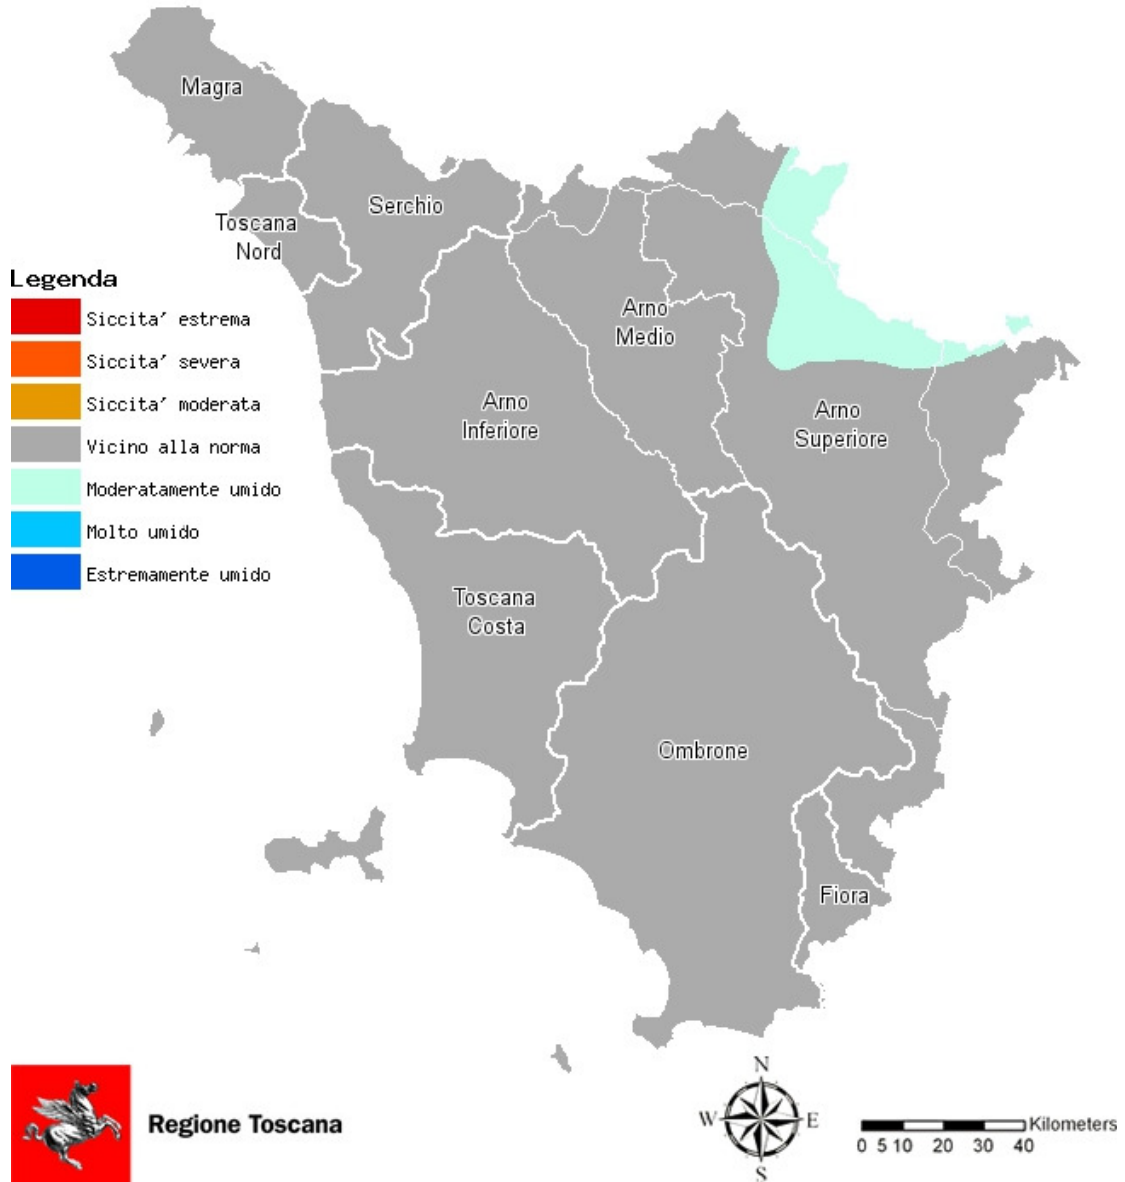 Magra
Serchio
Toscana
Nord
Legenda
Siccita' estrema
Siccita' severa
Siccita' moderata
Vicino alla norma
Moderatamente umido
Molto umido
Estremamente umido
Arno
Medio
Arno
Inferiore
Arno
Superiore
Toscana
Costa
Ombrone
Fiora
Regione Toscana
N
W E
S
Kilometers
0 5 10 20 30 40